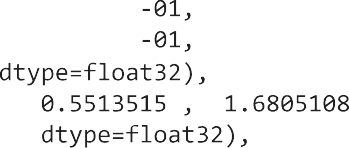 -01,
-01,
dtype=float32),
0.5513515 , 1.6805108
dtype=float32),